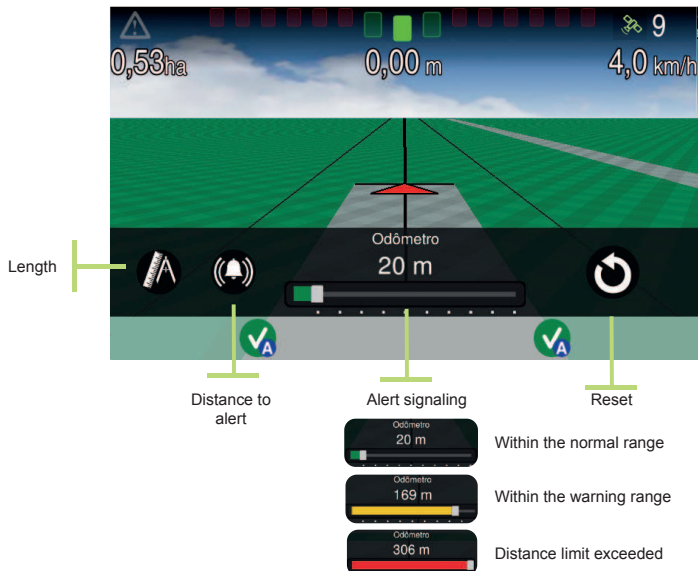 9
0,53ha 0,00 m 4,0 km/h
Odômetro
20 m
Length
A A
Distance to
alert
Alert signaling
Reset
Odômetro
20 m
Within the normal range
Odômetro
169 m
Within the warning range
Odômetro
306 m
Distance limit exceeded